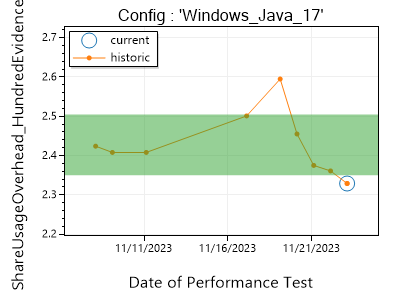 Config : 'Windows_Java_17'
ShareUsageOverhead_HundredEvidence
2.7
2.6
2.5
2.4
2.3
2.2
current
historic
11/11/2023
11/16/2023
11/21/2023
Date of Performance Test